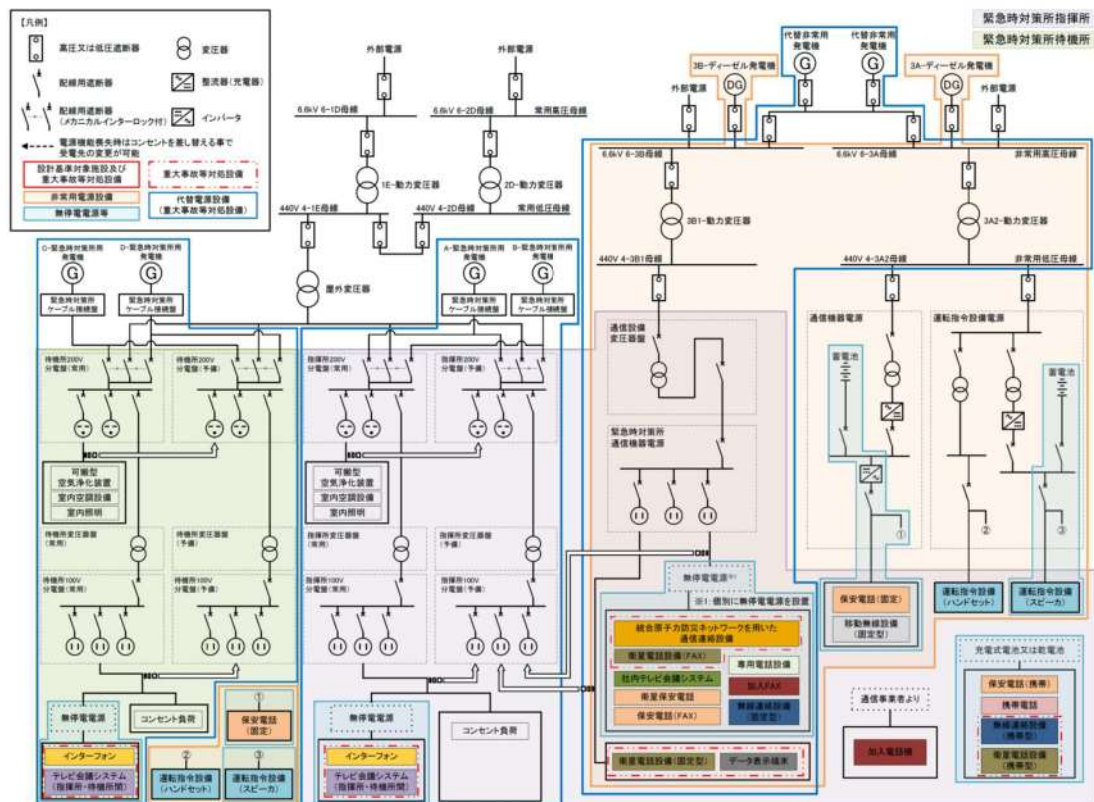 【凡例】
高圧又は低圧遮断器
変圧器
配線用遮断器
整流器(充電器)
配線用遮断器
(メカニカルインターロック付)
インバータ
電源機能喪失時はコンセントを差し替える事で
受電先の変更が可能
設計基準対象施設及び
重大事故等対処設備
重大事故等対処設備
非常用電源設備
代替電源設備
(重大事故等対処設備)
無停電電源等
緊急時対策所指揮所
緊急時対策所待機所
外部電源
外部電源
6.6kV 6-1D母線
6.6kV 6-2D母線
常用高圧母線
1E-動力変圧器
2D-動力変圧器
440V 4-1E母線
440V 4-2D母線
常用低圧母線
屋外変圧器
代替非常用
発電機
G
代替非常用
発電機
G
3B-ディーゼル発電機
DG
3A-ディーゼル発電機
DG
外部電源
外部電源
6.6kV 6-3B母線
6.6kV 6-3A母線
非常用高圧母線
3B1-動力変圧器
3A2-動力変圧器
440V 4-3B1母線
440V 4-3A2母線
非常用低圧母線
C-緊急時対策所用
発電機
G
D-緊急時対策所用
発電機
G
A-緊急時対策所用
発電機
G
B-緊急時対策所用
発電機
G
緊急時対策所
ケーブル接続盤
緊急時対策所
ケーブル接続盤
緊急時対策所
ケーブル接続盤
緊急時対策所
ケーブル接続盤
待機所200V
分電盤(常用)
待機所200V
分電盤(予備)
指揮所200V
分電盤(常用)
指揮所200V
分電盤(予備)
可搬型
空気浄化装置
室内空調設備
室内照明
可搬型
空気浄化装置
室内空調設備
室内照明
待機所変圧器盤
(常用)
待機所変圧器盤
(予備)
指揮所変圧器盤
(常用)
指揮所変圧器盤
(予備)
待機所100V
分電盤(常用)
待機所100V
分電盤(予備)
指揮所100V
分電盤(常用)
指揮所100V
分電盤(予備)
通信設備
変圧器盤
緊急時対策所
通信機器電源
通信機器電源
蓄電池
①
運転指令設備電源
蓄電池
②
③
無停電電源
コンセント負荷
インターフォン
テレビ会議システム
(指揮所・待機所間)
①
保安電話
(固定)
②
運転指令設備
(ハンドセット)
③
運転指令設備
(スピーカ)
無停電電源
インターフォン
テレビ会議システム
(指揮所・待機所間)
コンセント負荷
無停電電源※1
※1:個別に無停電電源を設置
統合原子力防災ネットワークを用いた
通信連絡設備
衛星電話設備(FAX)
専用電話設備
社内テレビ会議システム
加入FAX
衛星保安電話
無線連絡設備
(固定型)
保安電話(FAX)
衛星電話設備(固定型)
データ表示端末
保安電話(固定)
移動無線設備
(固定型)
運転指令設備
(ハンドセット)
運転指令設備
(スピーカ)
通信事業者より
加入電話機
充電式電池又は乾電池
保安電話(携帯)
携帯電話
無線連絡設備
(携帯型)
衛星電話設備
(携帯型)